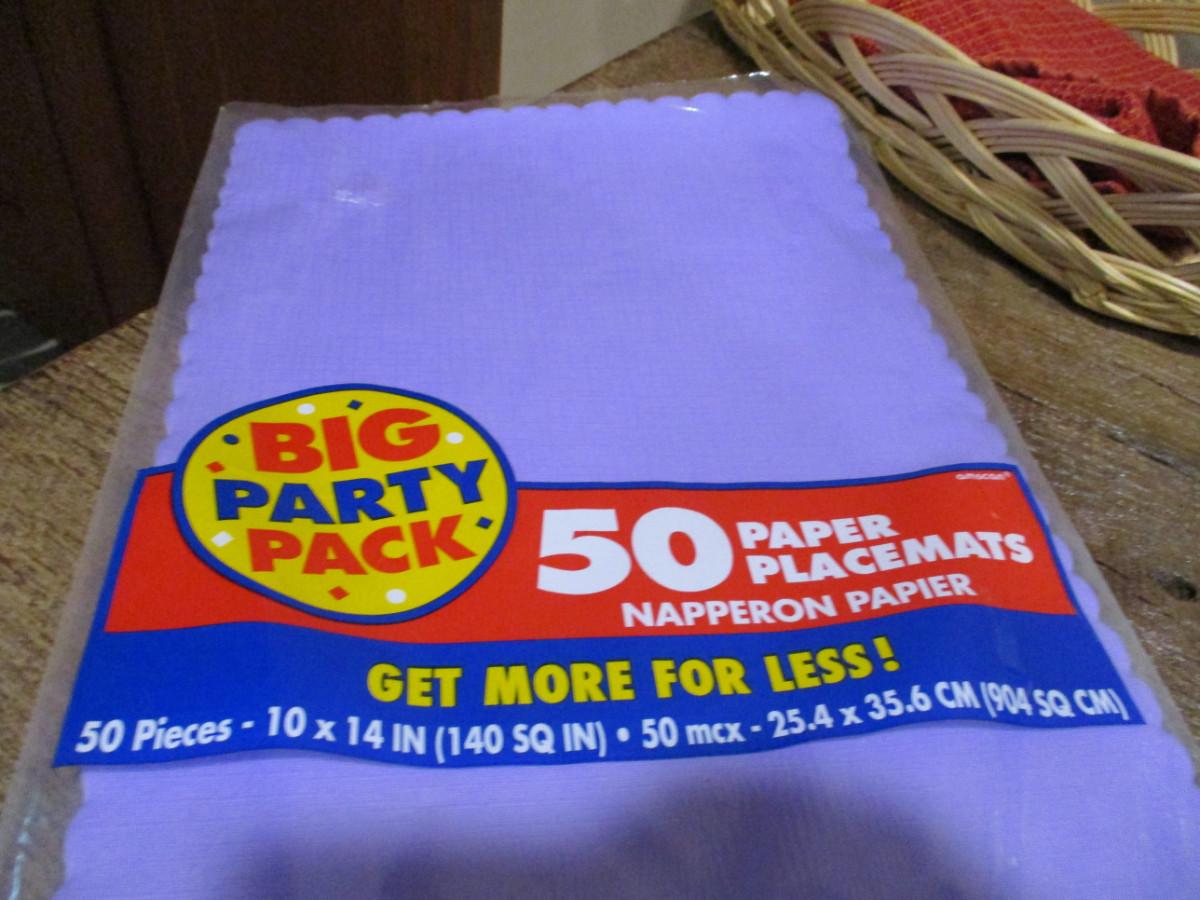 BIG
PARTY
PACK
amscan®
50 PAPER
PLACEMATS
NAPPERON PAPIER
GET MORE FOR LESS!
50 Pieces - 10 x 14 IN (140 SQ IN) • 50 mcx - 25.4 x 35.6 CM (904 SQ CM)